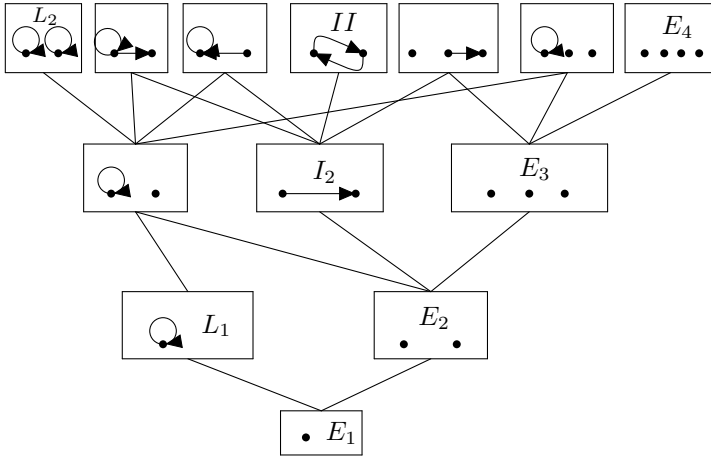 L₂ II E₄
I₂ E₃
L₁ E₂
E₁